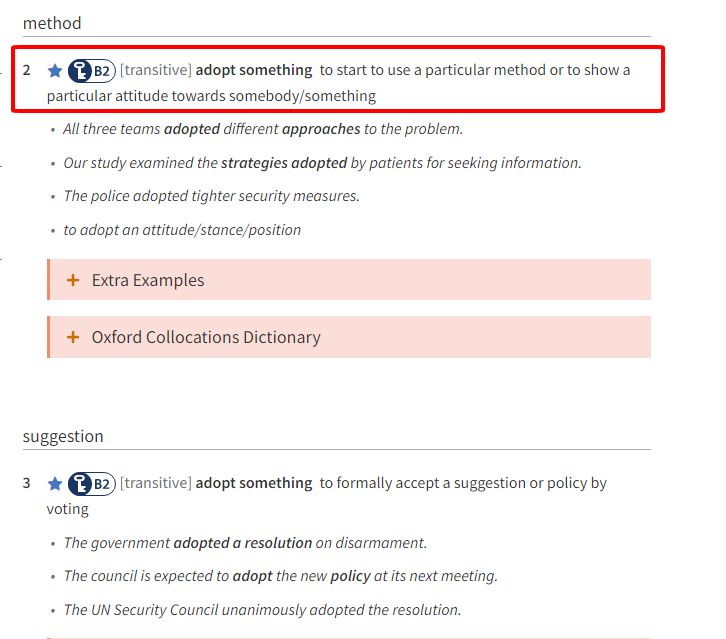 method
2 B2 [transitive] adopt something to start to use a particular method or to show a
particular attitude towards somebody/something
• All three teams adopted different approaches to the problem.
• Our study examined the strategies adopted by patients for seeking information.
• The police adopted tighter security measures.
• to adopt an attitude/stance/position
+ Extra Examples
+ Oxford Collocations Dictionary
suggestion
3 B2 [transitive] adopt something to formally accept a suggestion or policy by
voting
• The government adopted a resolution on disarmament.
• The council is expected to adopt the new policy at its next meeting.
• The UN Security Council unanimously adopted the resolution.